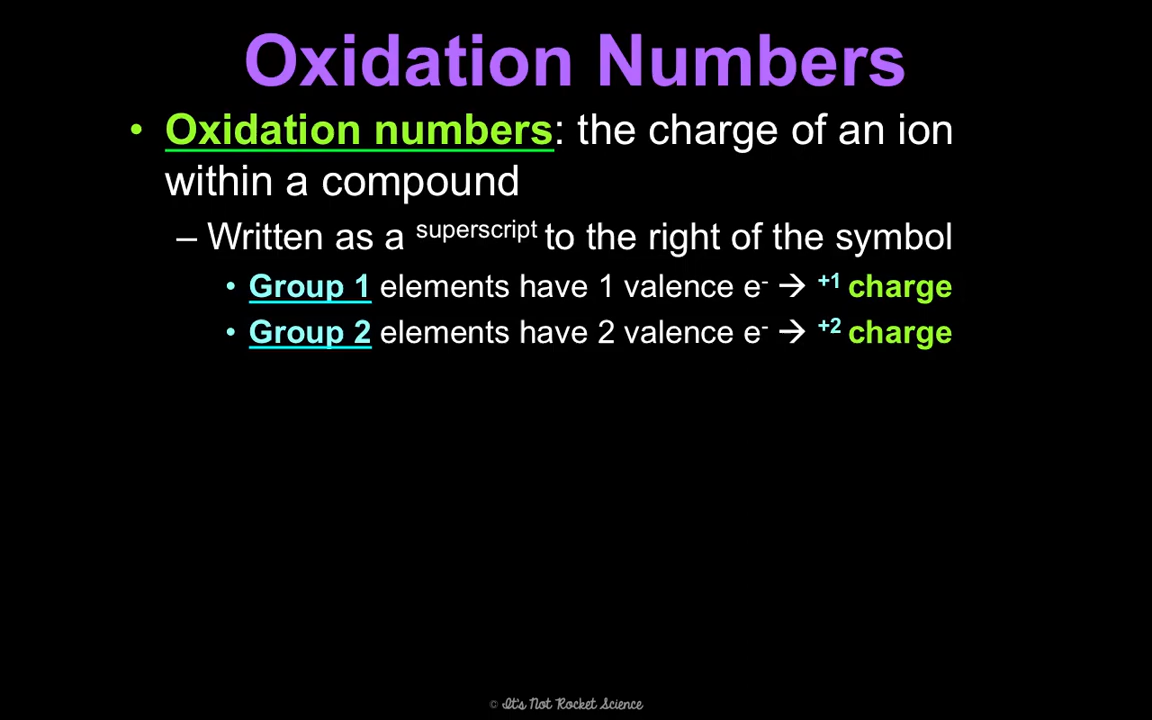 Oxidation Numbers
• Oxidation numbers: the charge of an ion
within a compound
– Written as a superscript to the right of the symbol
• Group 1 elements have 1 valence e- → +1 charge
• Group 2 elements have 2 valence e- → +2 charge
© It's Not Rocket Science